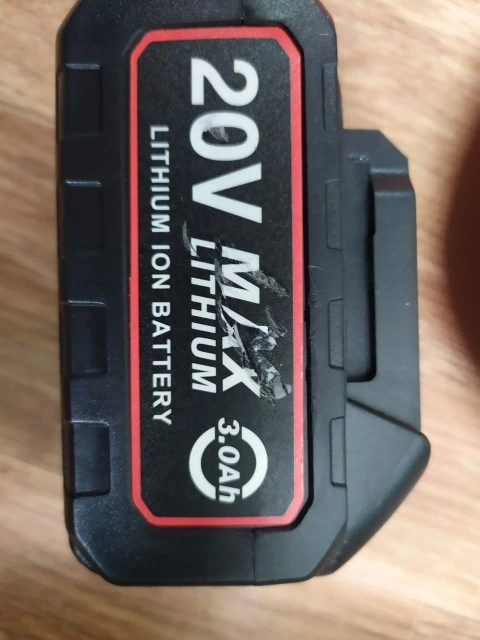 20V MAX
LITHIUM
3.0Ah
LITHIUM ION BATTERY